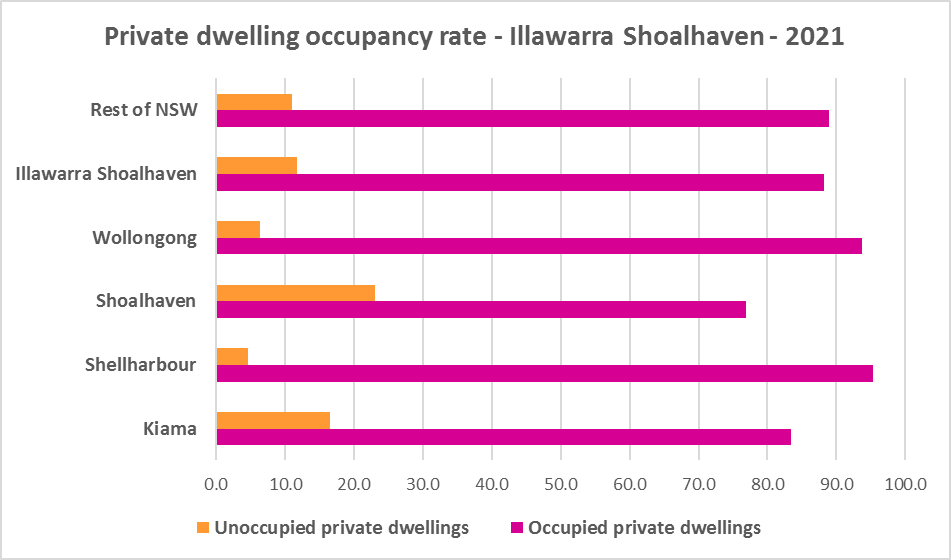 Private dwelling occupancy rate - Illawarra Shoalhaven - 2021
Rest of NSW
Illawarra Shoalhaven
Wollongong
Shoalhaven
Shellharbour
Kiama
0.0 10.0 20.0 30.0 40.0 50.0 60.0 70.0 80.0 90.0 100.0
Unoccupied private dwellings Occupied private dwellings